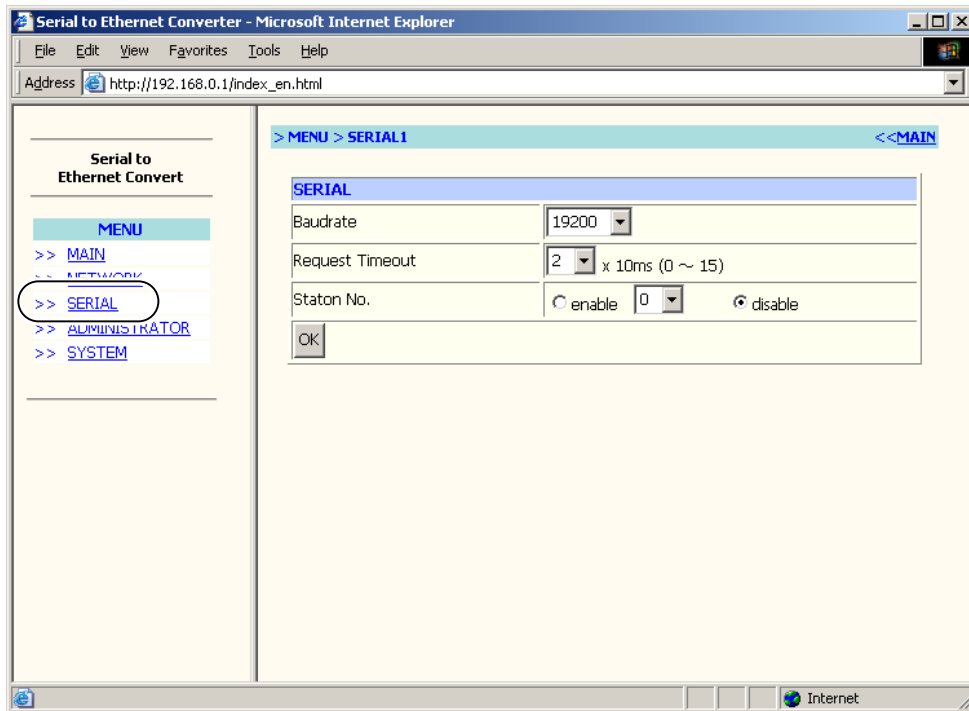 Serial to Ethernet Converter - Microsoft Internet Explorer
File Edit View Favorites Tools Help
Address http://192.168.0.1/index_en.html
Serial to
Ethernet Convert
MENU
>> MAIN
>> NETWORK
>> SERIAL
>> ADMINISTRATOR
>> SYSTEM
> MENU > SERIAL1 <<MAIN
SERIAL
Baudrate 19200
Request Timeout 2 x 10ms (0 ~ 15)
Staton No. enable 0 disable
OK
Internet